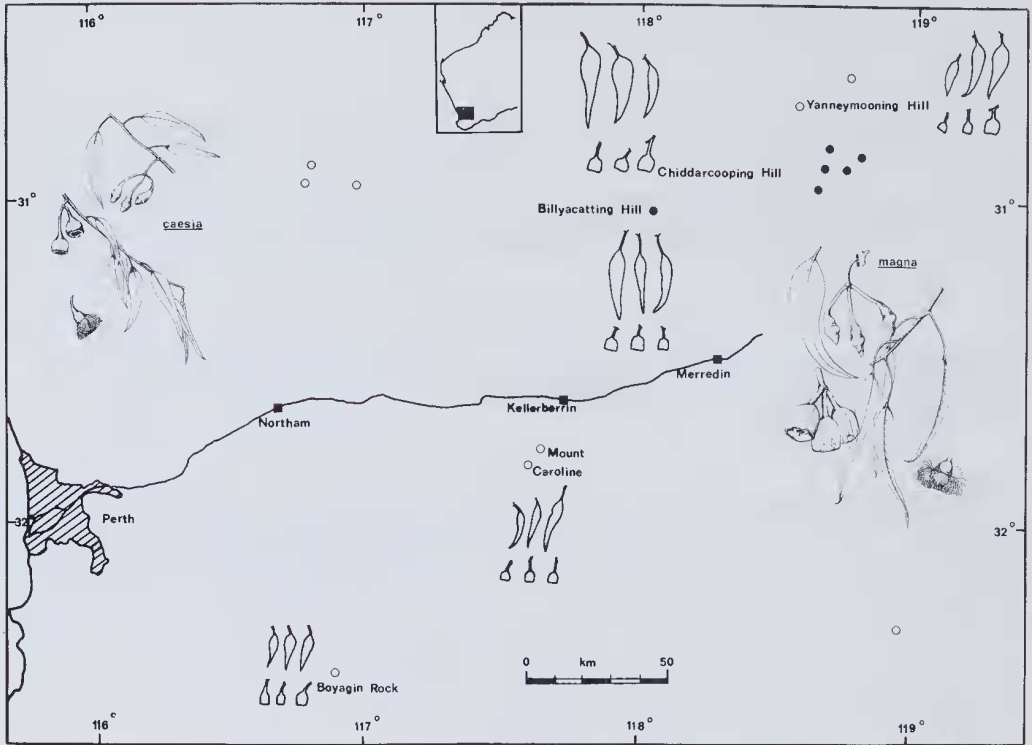 116°
117°
118°
119°
Yanneymooning Hill
Chiddarcooping Hill
31°
caesia
Billyacatting Hill
31°
magna
Merredin
Kellerberrin
Northam
Mount
Caroline
Perth
32°
32°
0 km 50
Boyagin Rock
116°
117°
118°
119°